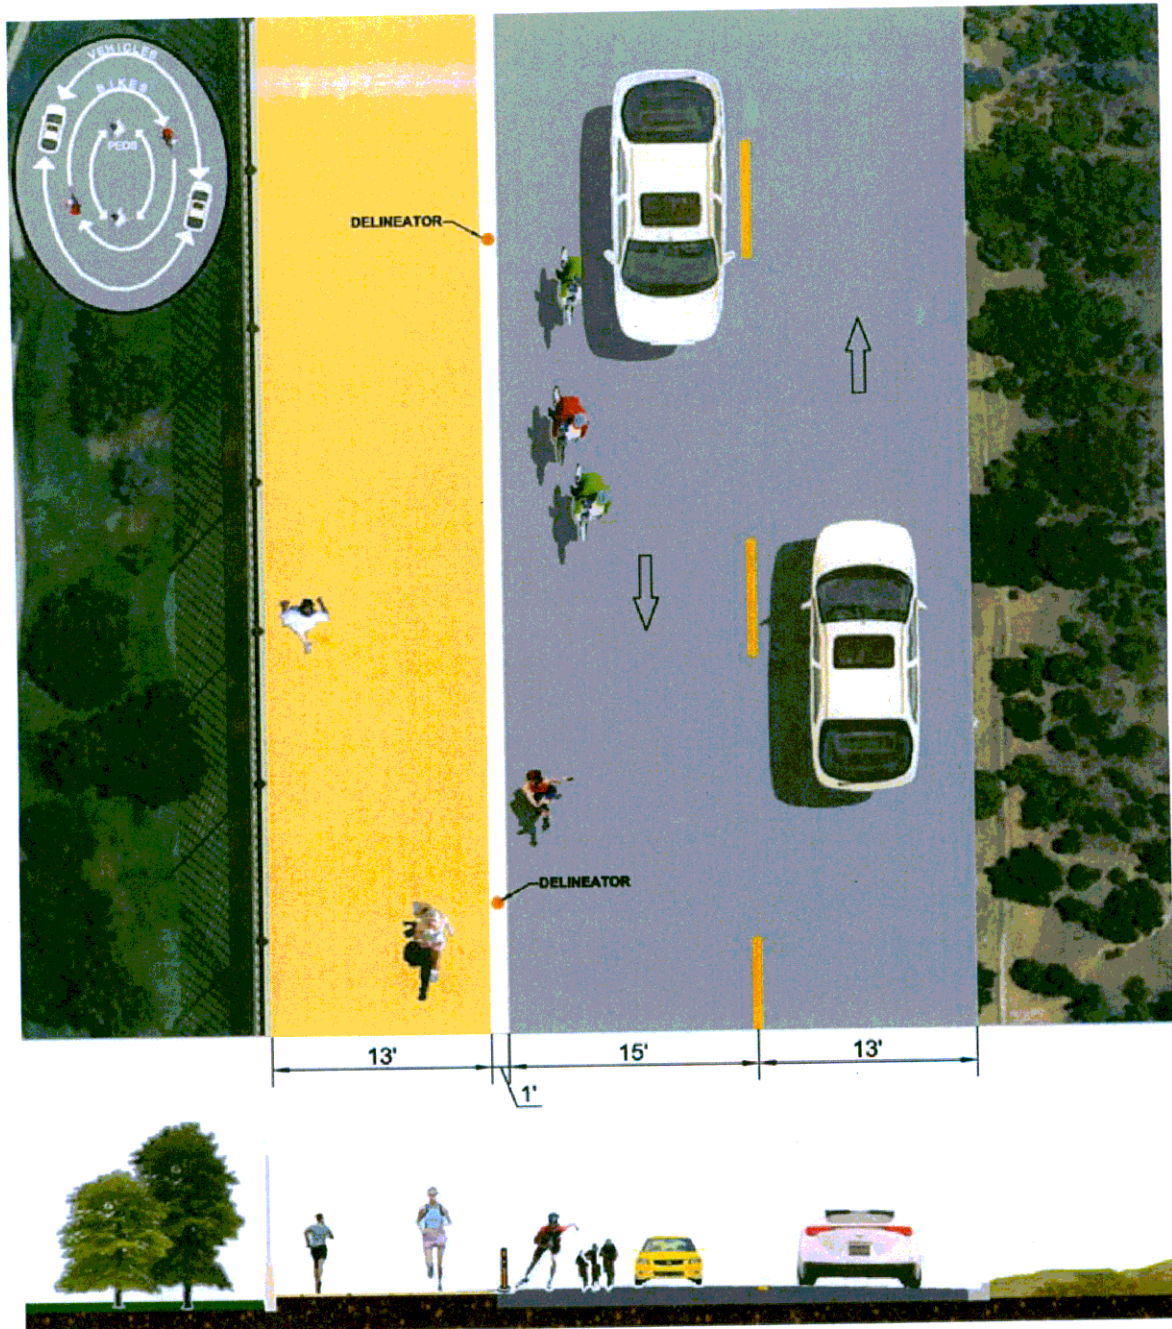 VEHICLES
BIKES
PEDS
DELINEATOR
DELINEATOR
13'
1'
15'
13'